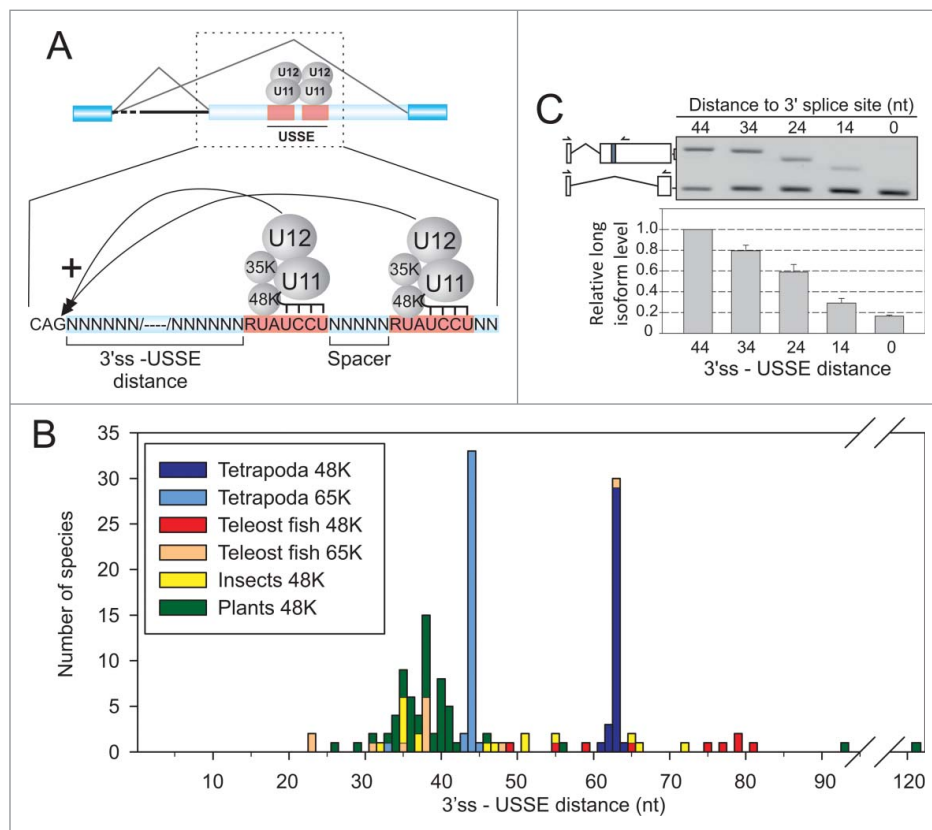 A
U12 U12
U11 U11
USSE
U12 U12
35K U11 35K U11
48K 48K
+
CAGNNNNNN/----/NNNNNNRUAUCCUNNNNNRUAUCCUNN
3'ss -USSE distance
Spacer
C
Distance to 3' splice site (nt)
44 34 24 14 0
Relative long isoform level
1.0
0.8
0.6
0.4
0.2
44 34 24 14 0
3'ss - USSE distance
B
Number of species
35
30
25
20
15
10
5
0
Tetrapoda 48K
Tetrapoda 65K
Teleost fish 48K
Teleost fish 65K
Insects 48K
Plants 48K
10 20 30 40 50 60 70 80 90 120
3'ss - USSE distance (nt)